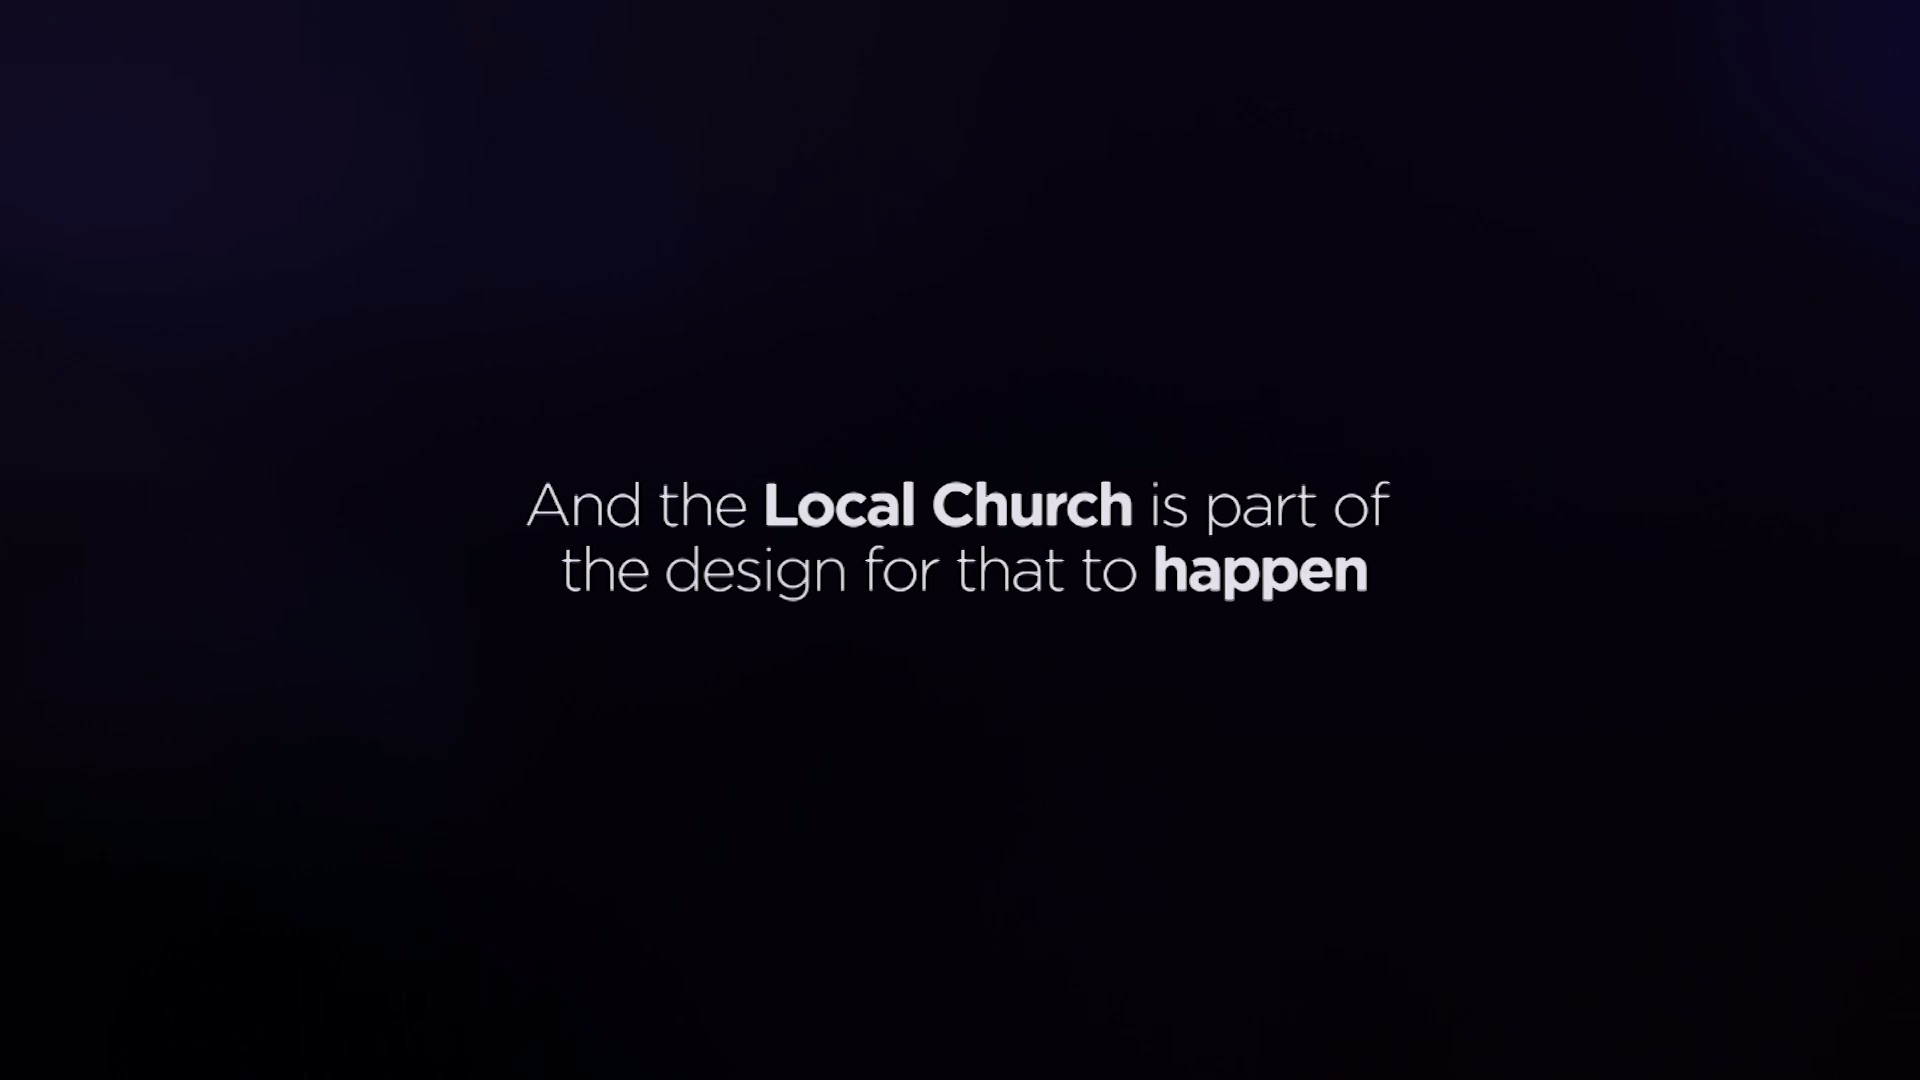 And the Local Church is part of
the design for that to happen